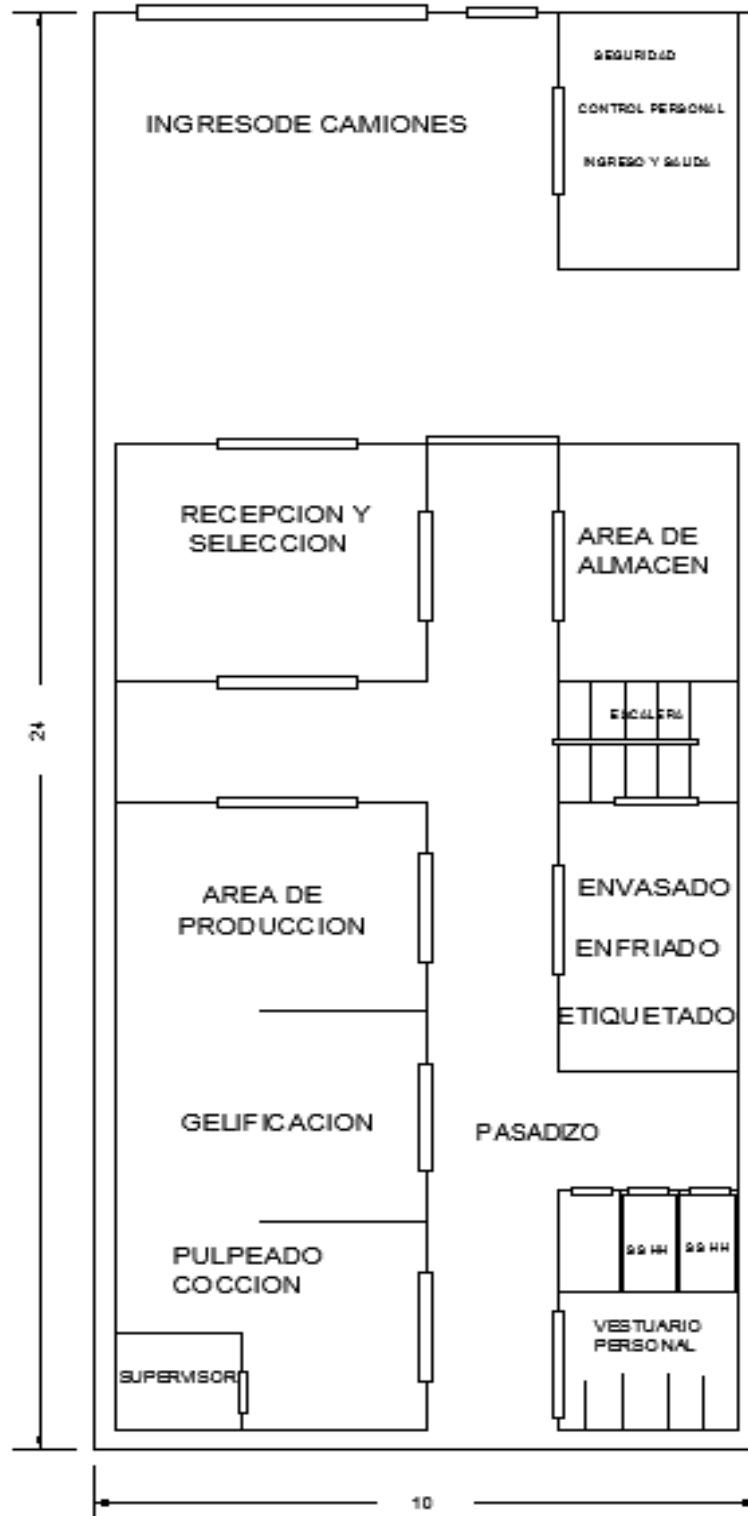 SEGURIDAD
CONTROL PERSONAL
INGRESO Y SALIDA
INGRESODE CAMIONES
RECEPCION Y
SELECCION
AREA DE
ALMACEN
ESCALERA
24
AREA DE
PRODUCCION
ENVASADO
ENFRIADO
ETIQUETADO
GELIFICACION
PASADIZO
PULPEADO
COCCION
SS HH
SS HH
VESTUARIO
PERSONAL
SUPERVISOR
10